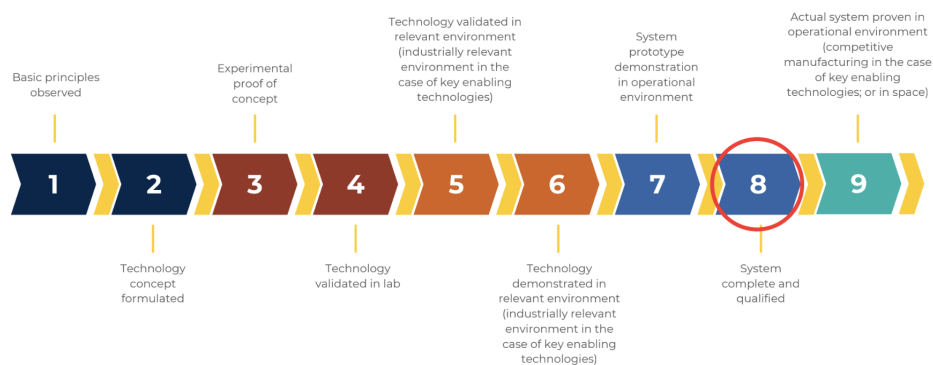 Basic principles
observed
Experimental
proof of
concept
Technology validated in
relevant environment
(industrially relevant
environment in the
case of key enabling
technologies)
System
prototype
demonstration
in operational
environment
Actual system proven in
operational environment
(competitive
manufacturing in the case
of key enabling
technologies; or in space)
1
2
3
4
5
6
7
8
9
Technology
concept
formulated
Technology
validated in lab
Technology
demonstrated in
relevant environment
(industrially relevant
environment in the
case of key enabling
technologies)
System
complete and
qualified